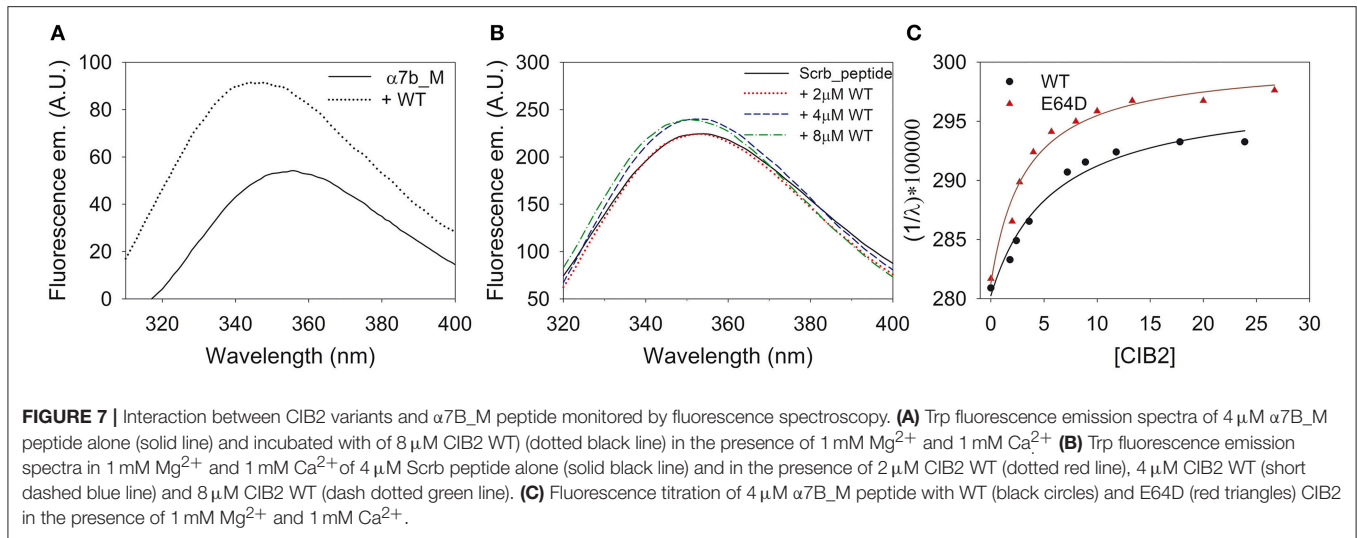 A
100
80
60
40
20
0
320 340 360 380 400
Fluorescence em. (A.U.)
Wavelength (nm)
α7b_M
+ WT
B
300
250
200
150
100
50
320 340 360 380 400
Fluorescence em. (A.U.)
Wavelength (nm)
Scrb_peptide
+ 2μM WT
+ 4μM WT
+ 8μM WT
C
WT
E64D
295
290
285
280
0 5 10 15 20 25 30
(1/λ)*100000
[CIB2]
FIGURE 7 | Interaction between CIB2 variants and α7B_M peptide monitored by fluorescence spectroscopy. (A) Trp fluorescence emission spectra of 4 μM α7B_M
peptide alone (solid line) and incubated with of 8 μM CIB2 WT) (dotted black line) in the presence of 1 mM Mg²⁺ and 1 mM Ca²⁺. (B) Trp fluorescence emission
spectra in 1 mM Mg²⁺ and 1 mM Ca²⁺of 4 μM Scrb peptide alone (solid black line) and in the presence of 2 μM CIB2 WT (dotted red line), 4 μM CIB2 WT (short
dashed blue line) and 8 μM CIB2 WT (dash dotted green line). (C) Fluorescence titration of 4 μM α7B_M peptide with WT (black circles) and E64D (red triangles) CIB2
in the presence of 1 mM Mg²⁺ and 1 mM Ca²⁺.